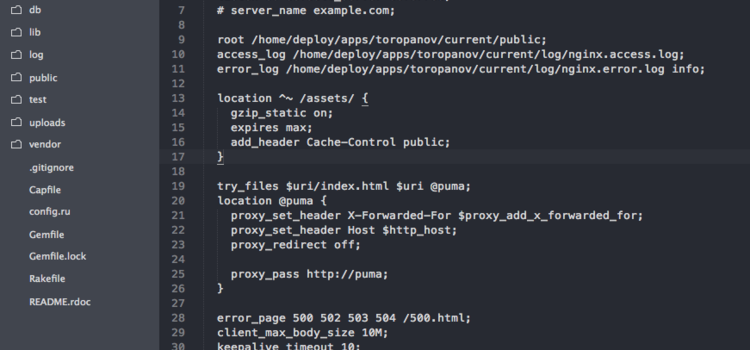 db
lib
log
public
test
uploads
vendor
.gitignore
Capfile
config.ru
Gemfile
Gemfile.lock
Rakefile
README.rdoc
7 # server_name example.com;
8
9 root /home/deploy/apps/toropanov/current/public;
10 access_log /home/deploy/apps/toropanov/current/log/nginx.access.log;
11 error_log /home/deploy/apps/toropanov/current/log/nginx.error.log info;
12
13 location ^~ /assets/ {
14 gzip_static on;
15 expires max;
16 add_header Cache-Control public;
17 }
18
19 try_files $uri/index.html $uri @puma;
20 location @puma {
21 proxy_set_header X-Forwarded-For $proxy_add_x_forwarded_for;
22 proxy_set_header Host $http_host;
23 proxy_redirect off;
24
25 proxy_pass http://puma;
26 }
27
28 error_page 500 502 503 504 /500.html;
29 client_max_body_size 10M;
30 keepalive_timeout 10;